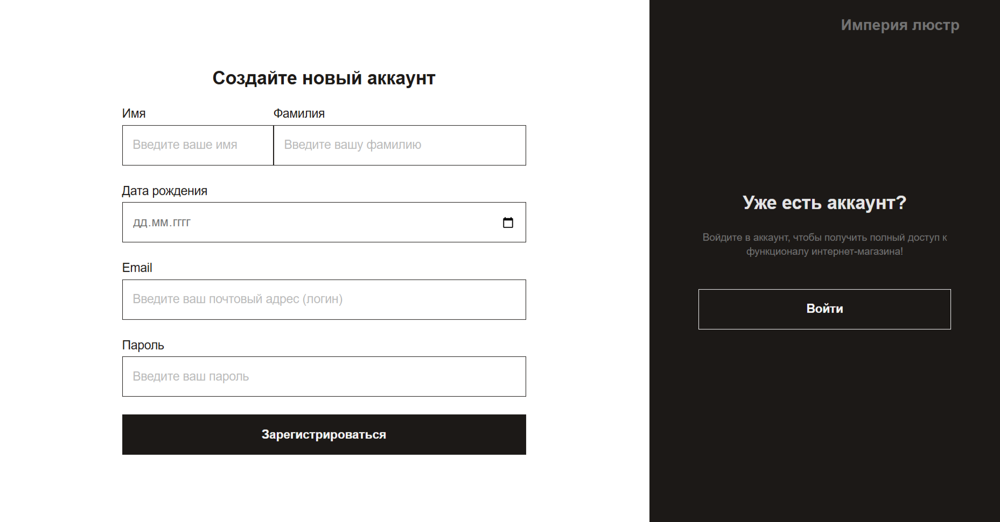 Создайте новый аккаунт
Имя
Фамилия
Введите ваше имя
Введите вашу фамилию
Дата рождения
дд.мм.гггг
Email
Введите ваш почтовый адрес (логин)
Пароль
Введите ваш пароль
Зарегистрироваться
Империя люстр
Уже есть аккаунт?
Войдите в аккаунт, чтобы получить полный доступ к
функционалу интернет-магазина!
Войти